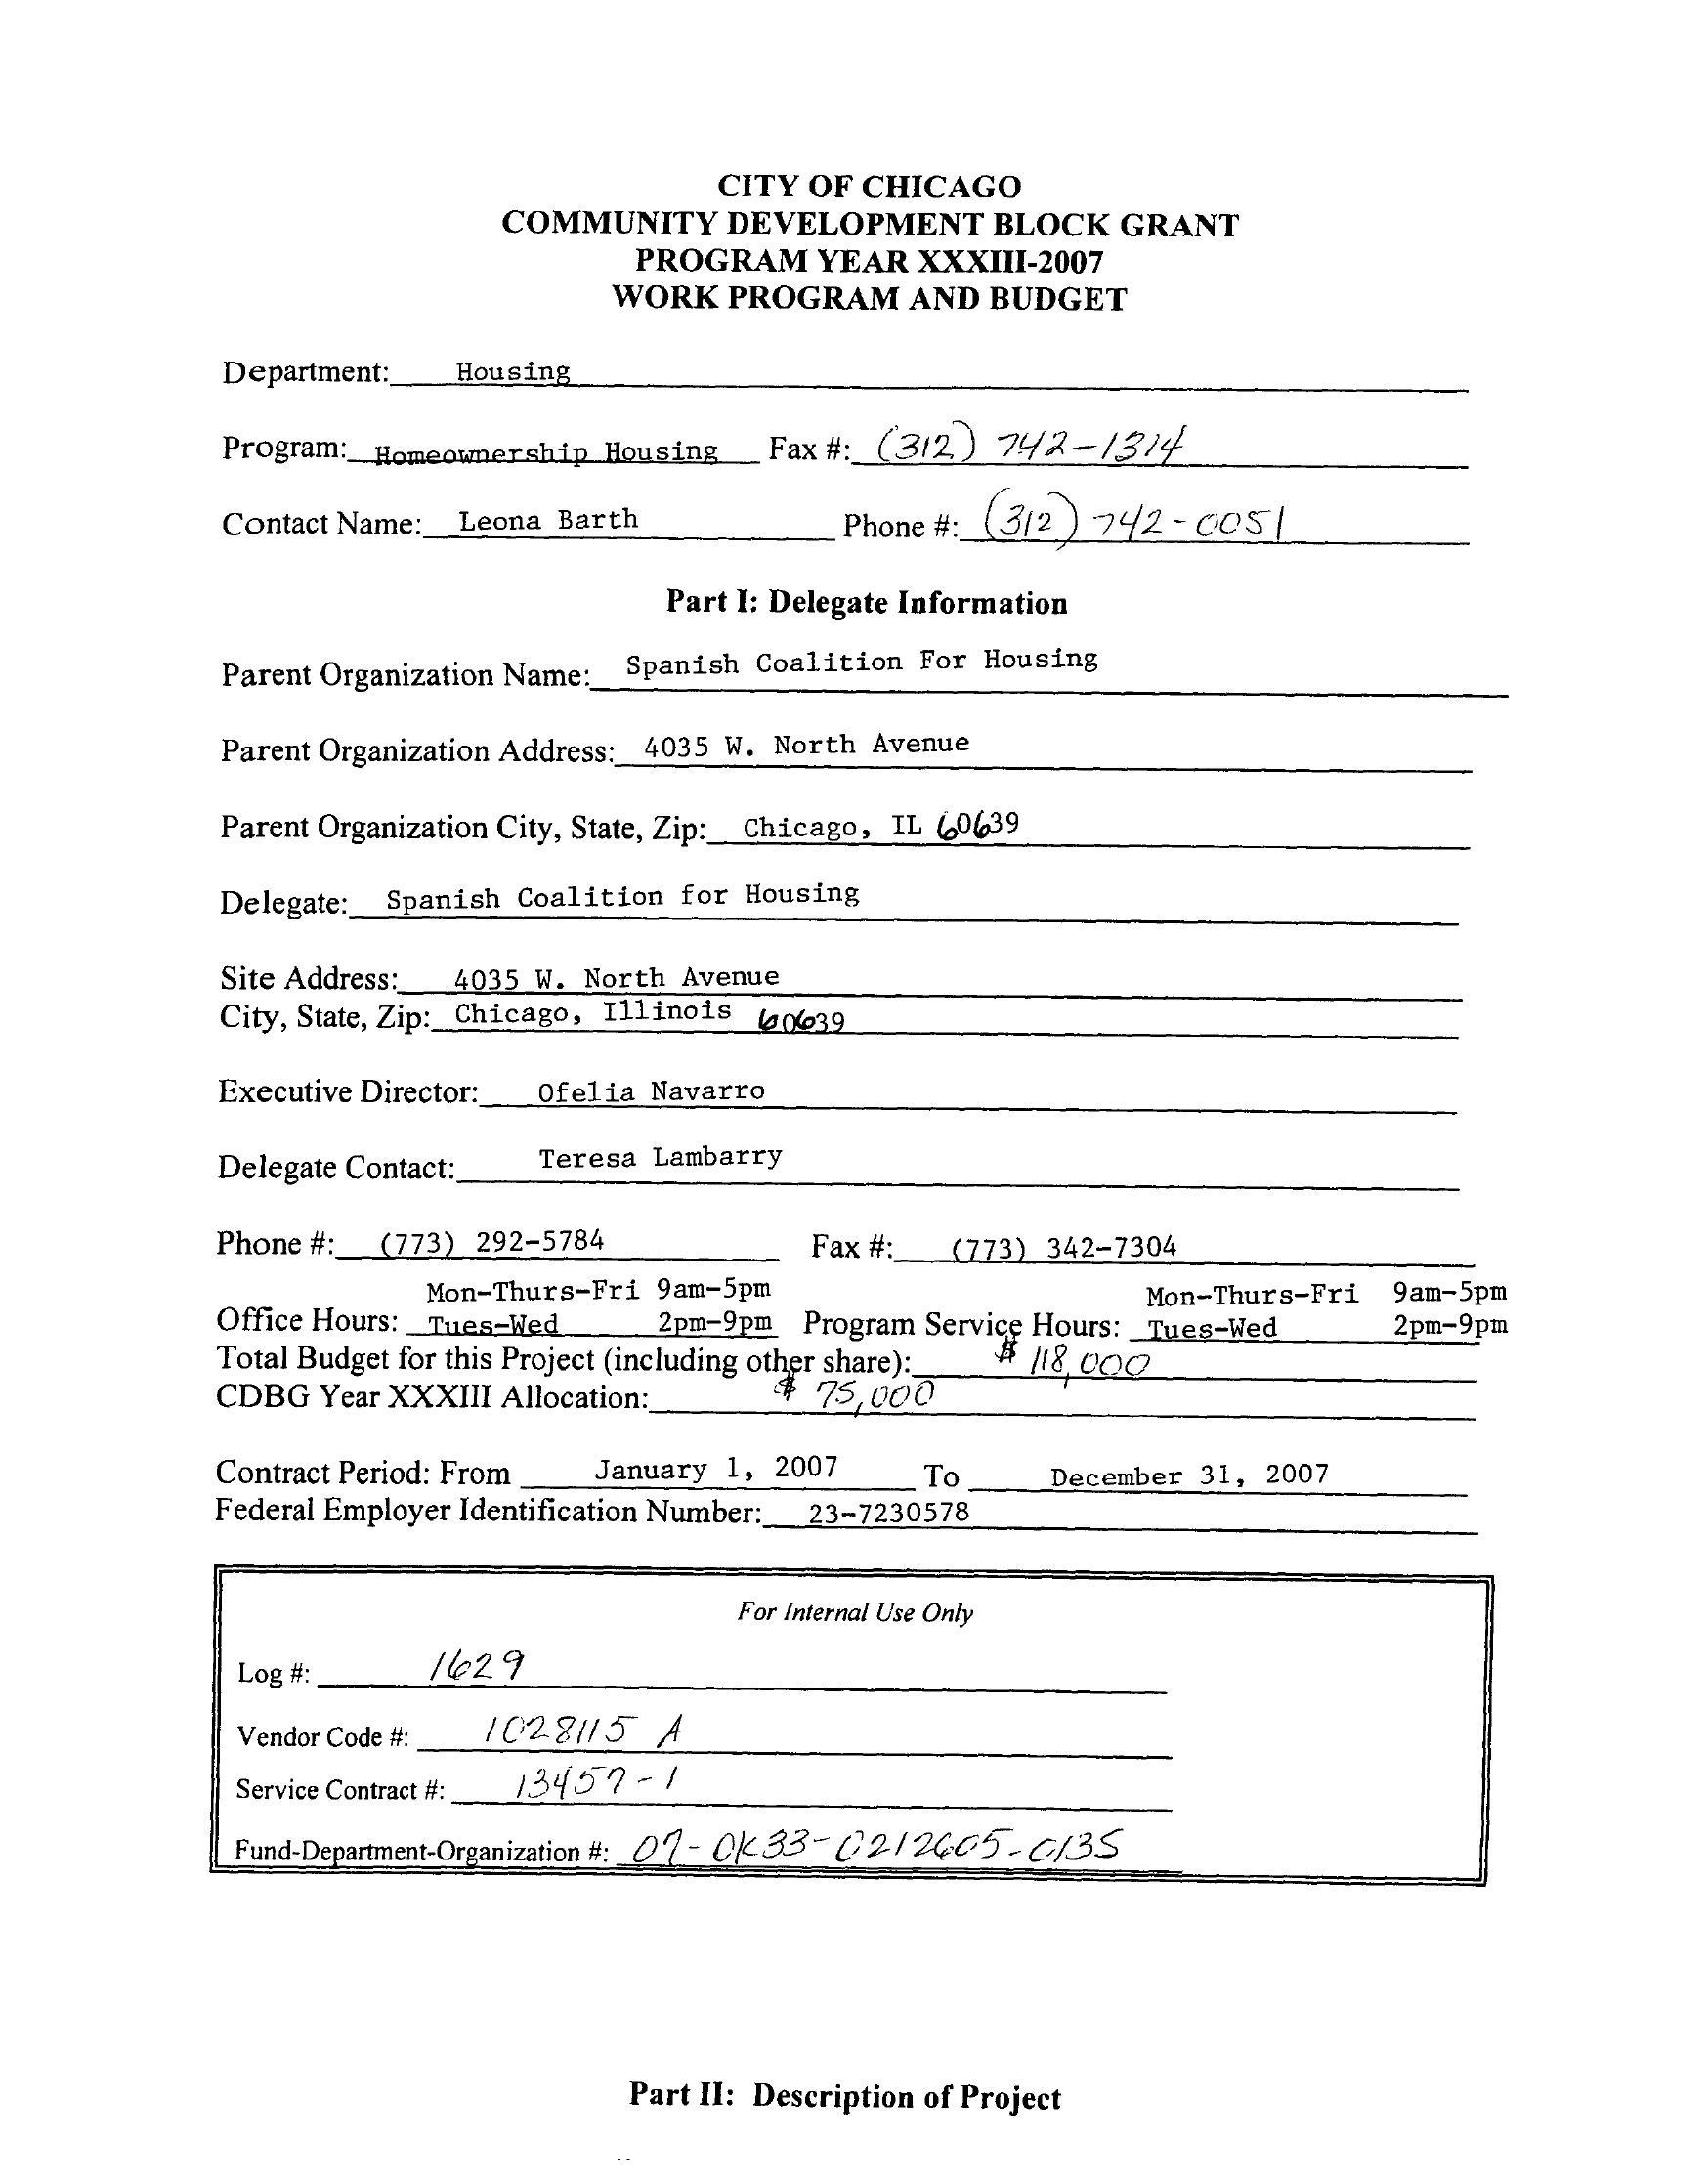 CITY OF CHICAGO
COMMUNITY DEVELOPMENT BLOCK GRANT
PROGRAM YEAR XXXIII-2007
WORK PROGRAM AND BUDGET
Department: Housing
Program: Homeownership Housing Fax #: (312) 742-1314
Contact Name: Leona Barth Phone #: (312) 742-0051
Part I: Delegate Information
Parent Organization Name: Spanish Coalition For Housing
Parent Organization Address: 4035 W. North Avenue
Parent Organization City, State, Zip: Chicago, IL 60639
Delegate: Spanish Coalition for Housing
Site Address: 4035 W. North Avenue
City, State, Zip: Chicago, Illinois 60639
Executive Director: Ofelia Navarro
Delegate Contact: Teresa Lambarry
Phone #: (773) 292-5784 Fax #: (773) 342-7304
Mon-Thurs-Fri 9am-5pm Mon-Thurs-Fri 9am-5pm
Office Hours: Tues-Wed 2pm-9pm Program Service Hours: Tues-Wed 2pm-9pm
Total Budget for this Project (including other share): $ 118,000
CDBG Year XXXIII Allocation: $ 75,000
Contract Period: From January 1, 2007 To December 31, 2007
Federal Employer Identification Number: 23-7230578
For Internal Use Only
Log #: 1629
Vendor Code #: 1028115 A
Service Contract #: 13457-1
Fund-Department-Organization #: 07-0K33-0212605-0135
Part II: Description of Project